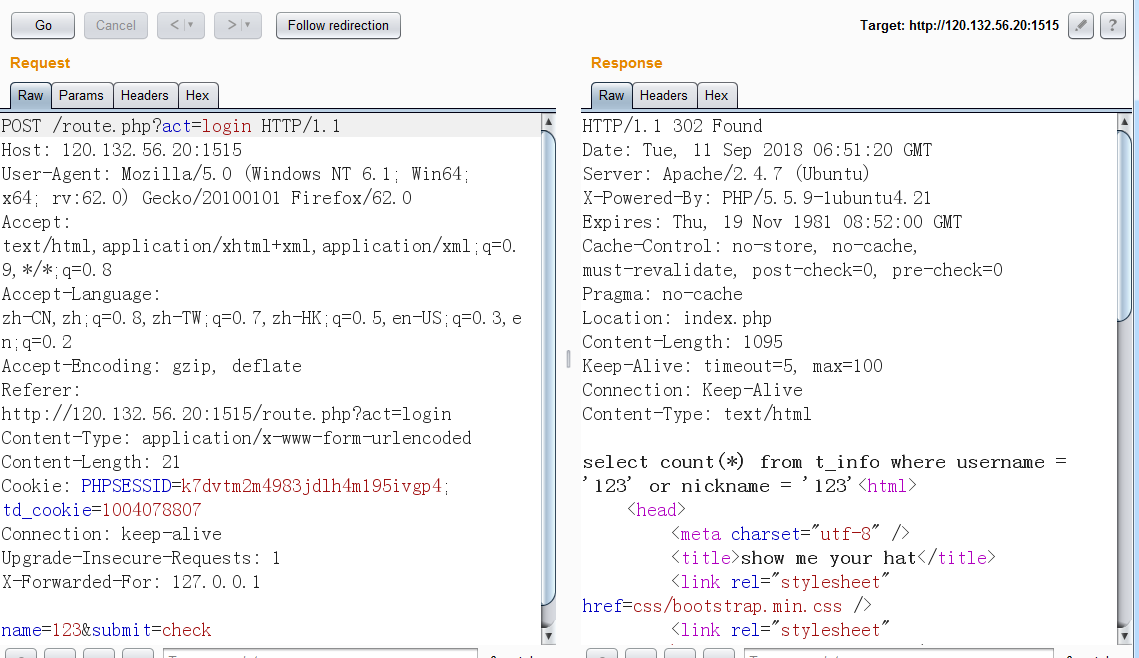 Go Cancel < > Follow redirection Target: http://120.132.56.20:1515 ?
Request
Raw Params Headers Hex
POST /route.php?act=login HTTP/1.1
Host: 120.132.56.20:1515
User-Agent: Mozilla/5.0 (Windows NT 6.1; Win64;
x64; rv:62.0) Gecko/20100101 Firefox/62.0
Accept:
text/html,application/xhtml+xml,application/xml;q=0.
9,*/*;q=0.8
Accept-Language:
zh-CN,zh;q=0.8,zh-TW;q=0.7,zh-HK;q=0.5,en-US;q=0.3,e
n;q=0.2
Accept-Encoding: gzip, deflate
Referer:
http://120.132.56.20:1515/route.php?act=login
Content-Type: application/x-www-form-urlencoded
Content-Length: 21
Cookie: PHPSESSID=k7dvtm2m4983jdlh4m195ivgp4;
td_cookie=1004078807
Connection: keep-alive
Upgrade-Insecure-Requests: 1
X-Forwarded-For: 127.0.0.1
name=123&submit=check
Response
Raw Headers Hex
HTTP/1.1 302 Found
Date: Tue, 11 Sep 2018 06:51:20 GMT
Server: Apache/2.4.7 (Ubuntu)
X-Powered-By: PHP/5.5.9-1ubuntu4.21
Expires: Thu, 19 Nov 1981 08:52:00 GMT
Cache-Control: no-store, no-cache,
must-revalidate, post-check=0, pre-check=0
Pragma: no-cache
Location: index.php
Content-Length: 1095
Keep-Alive: timeout=5, max=100
Connection: Keep-Alive
Content-Type: text/html
select count(*) from t_info where username =
'123' or nickname = '123'<html>
<head>
<meta charset="utf-8" />
<title>show me your hat</title>
<link rel="stylesheet"
href=css/bootstrap.min.css />
<link rel="stylesheet"